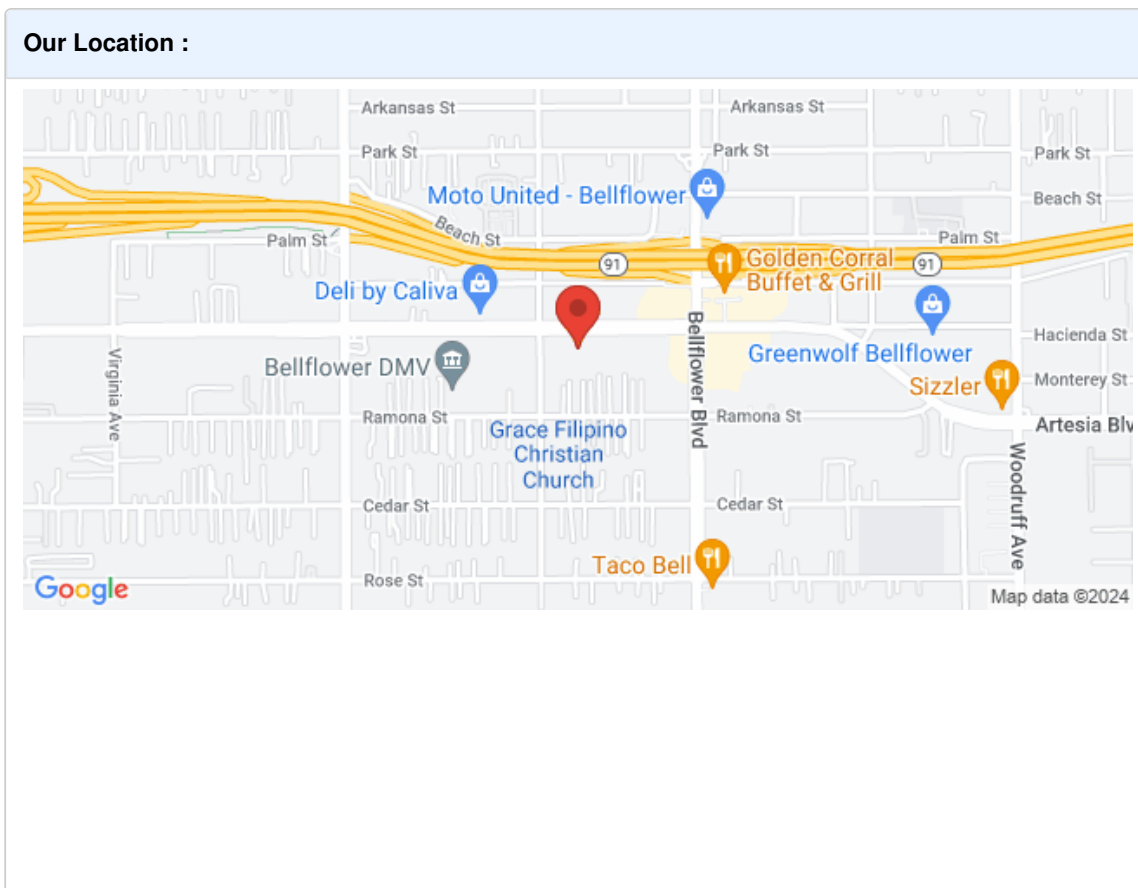 Our Location :
Arkansas St
Arkansas St
Park St
Park St
Park St
Moto United - Bellflower
Beach St
Beach St
Palm St
Palm St
91
91
Golden Corral
Buffet & Grill
Deli by Caliva
Bellflower Blvd
Hacienda St
Virginia Ave
Bellflower DMV
Greenwolf Bellflower
Sizzler
Monterey St
Ramona St
Ramona St
Artesia Blv
Grace Filipino
Christian
Church
Woodruff Ave
Cedar St
Cedar St
Taco Bell
Rose St
Google
Map data ©2024